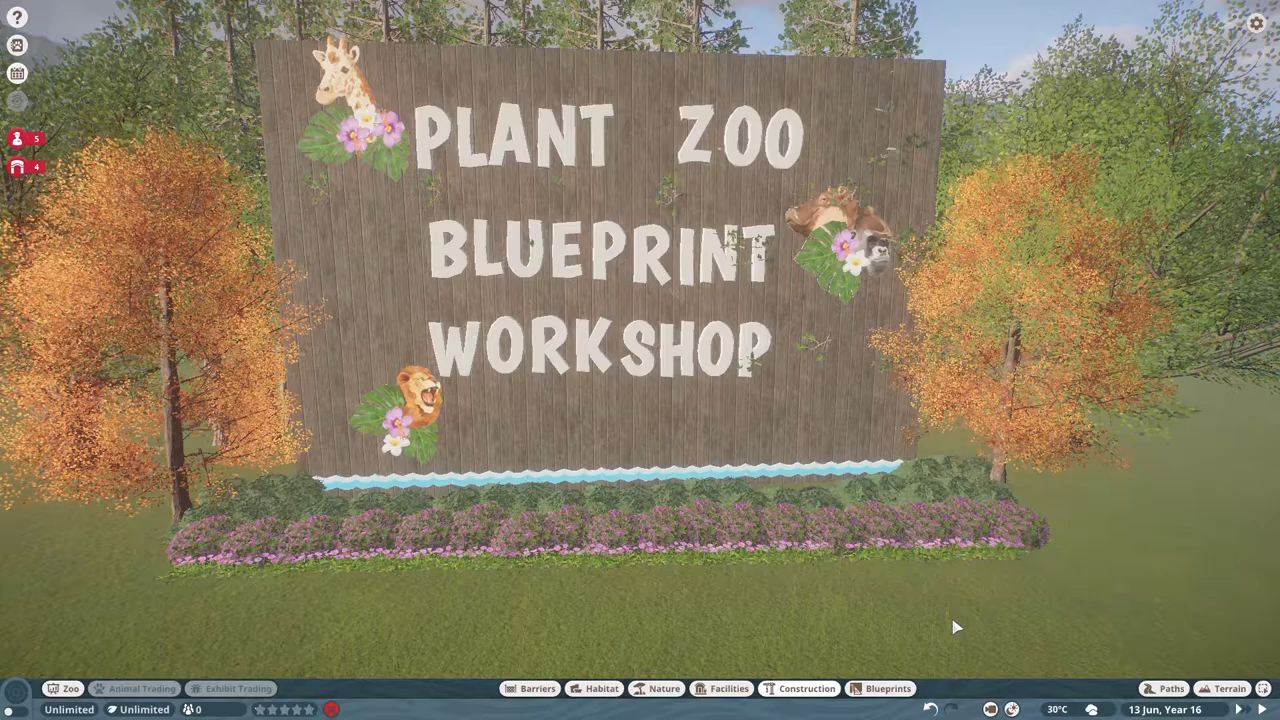 PLANT ZOO
BLUEPRINT
WORKSHOP
?
5
4
Zoo
Animal Trading
Exhibit Trading
Barriers
Habitat
Nature
Facilities
Construction
Blueprints
Paths
Terrain
Unlimited
Unlimited
0
30°C
13 Jun, Year 16